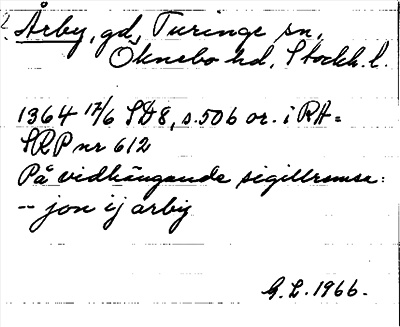 2. Årby, gd, Turinge sn,
Öknebo hd, Stockh. l.
1364 17/6 SD8, s.506 or. i RA =
SRP nr 612
På vidhängande sigillremsa:
-- jon ij arby
G. L. 1966.